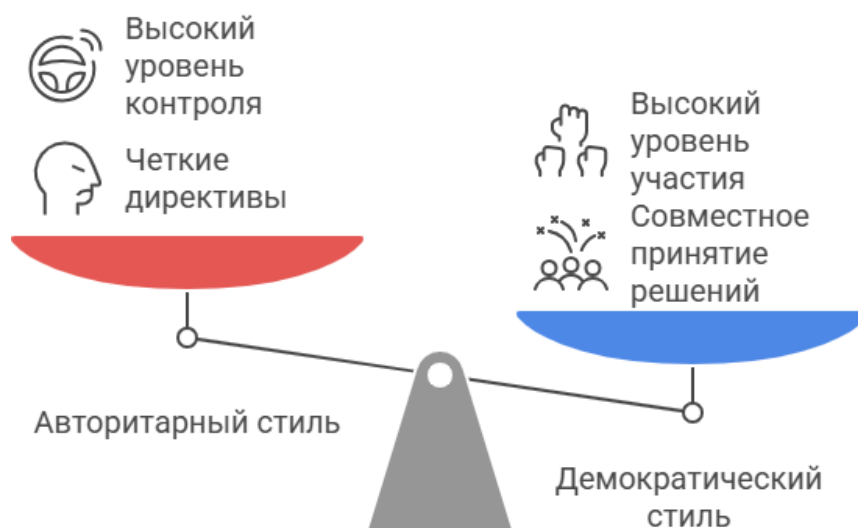 Высокий
уровень
контроля
Четкие
директивы
Авторитарный стиль
Высокий
уровень
участия
Совместное
принятие
решений
Демократический
стиль